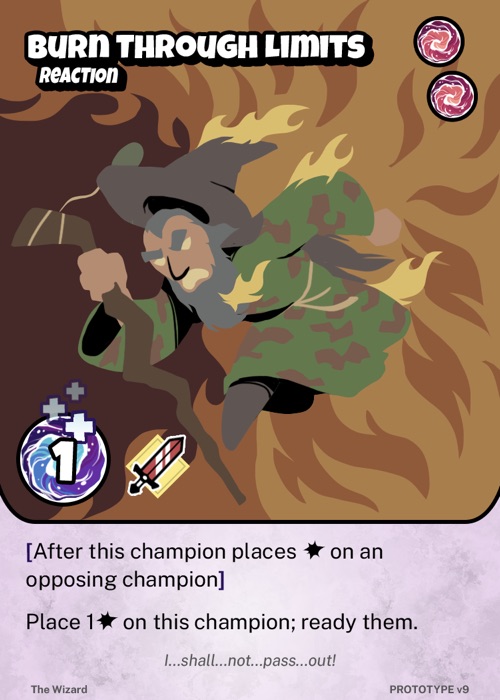 BURN THROUGH LIMITS
REACTION
1
[After this champion places ✸ on an
opposing champion]
Place 1✸ on this champion; ready them.
I...shall...not...pass...out!
The Wizard
PROTOTYPE v9